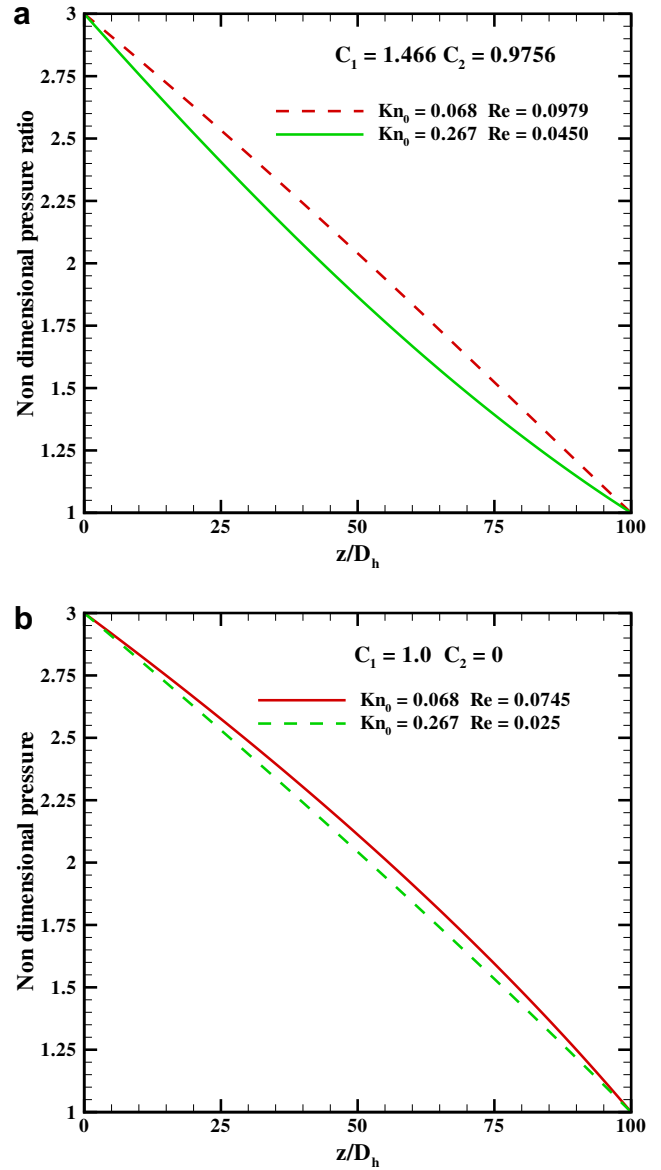 a
C₁ = 1.466 C₂ = 0.9756
Kn₀ = 0.068 Re = 0.0979
Kn₀ = 0.267 Re = 0.0450
Non dimensional pressure ratio
3
2.75
2.5
2.25
2
1.75
1.5
1.25
1
0 25 50 75 100
z/Dₕ
b
C₁ = 1.0 C₂ = 0
Kn₀ = 0.068 Re = 0.0745
Kn₀ = 0.267 Re = 0.025
Non dimensional pressure
3
2.75
2.5
2.25
2
1.75
1.5
1.25
1
0 25 50 75 100
z/Dₕ